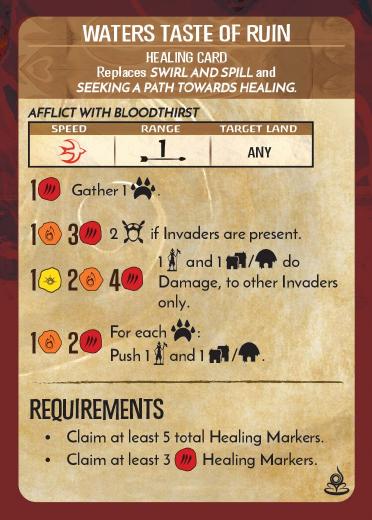 WATERS TASTE OF RUIN
HEALING CARD
Replaces SWIRL AND SPILL and
SEEKING A PATH TOWARDS HEALING.
AFFLICT WITH BLOODTHIRST
SPEED RANGE TARGET LAND
1 ANY
1 Gather 1 .
1 3 2 if Invaders are present.
1 2 4 1 and 1 / do
Damage, to other Invaders
only.
1 2 For each :
Push 1 and 1 / .
REQUIREMENTS
• Claim at least 5 total Healing Markers.
• Claim at least 3 Healing Markers.